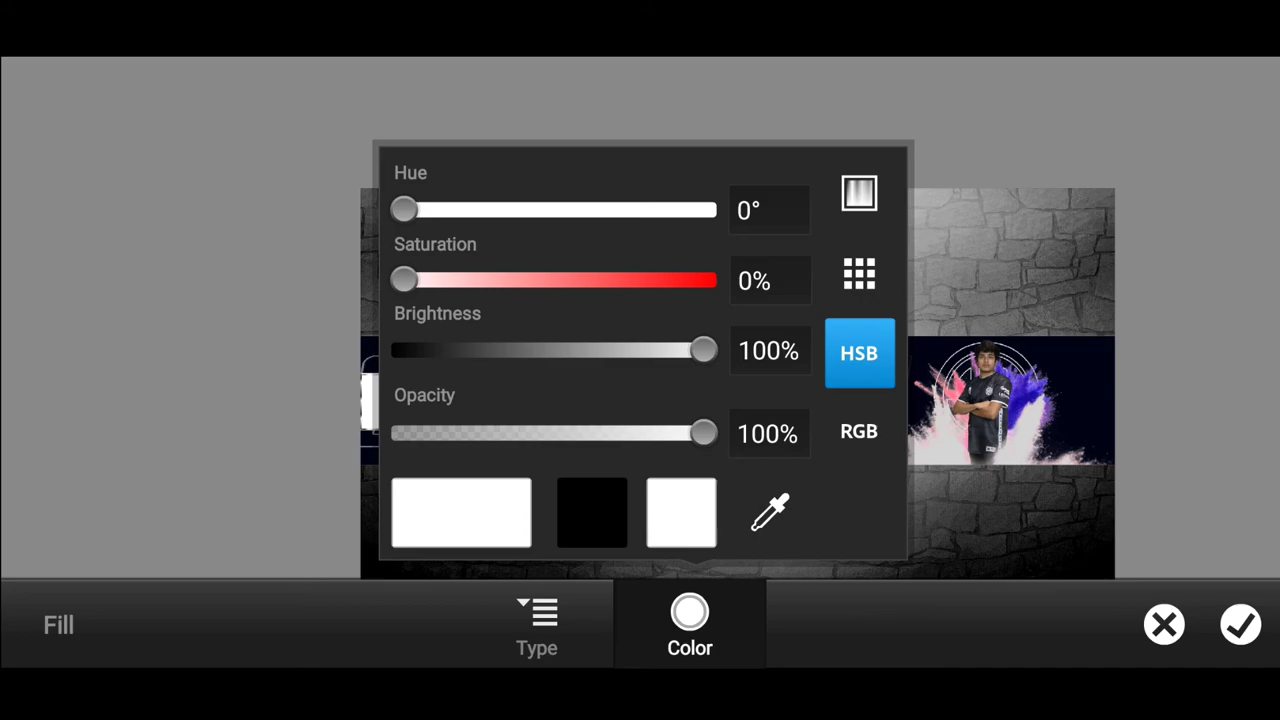 Hue
0°
Saturation
0%
Brightness
100%
HSB
Opacity
100%
RGB
Fill
Type
Color